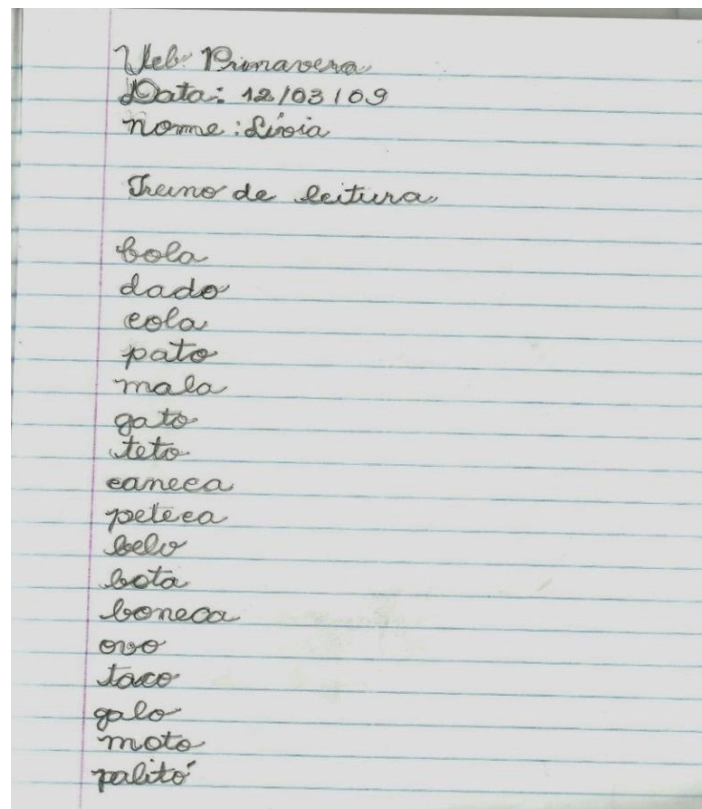 Ueb: Primavera
Data: 12/03/09
Nome: Lívia
Treino de leitura
bola
dado
cola
pato
mala
gato
teto
caneca
peteca
belo
bota
boneca
ovo
taco
galo
moto
palitó